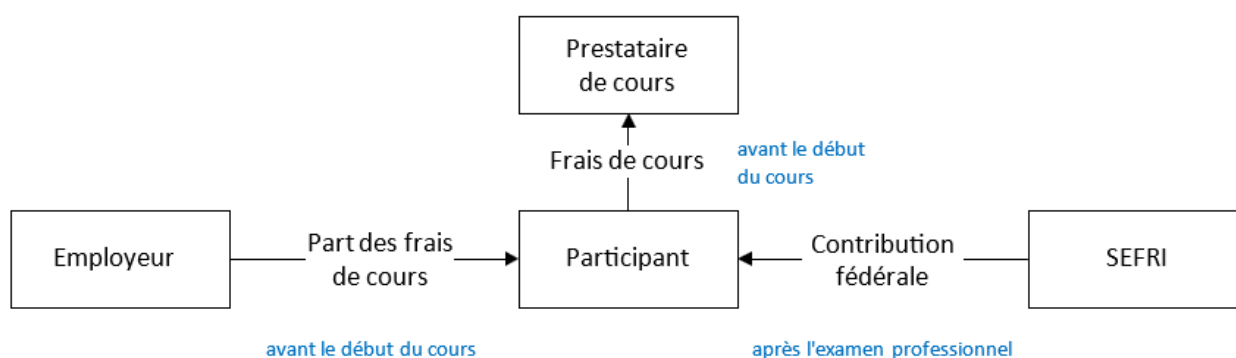 Prestataire
de cours
Frais de cours
avant le début
du cours
Employeur
Part des frais
de cours
Participant
Contribution
fédérale
SEFRI
avant le début du cours
après l'examen professionnel